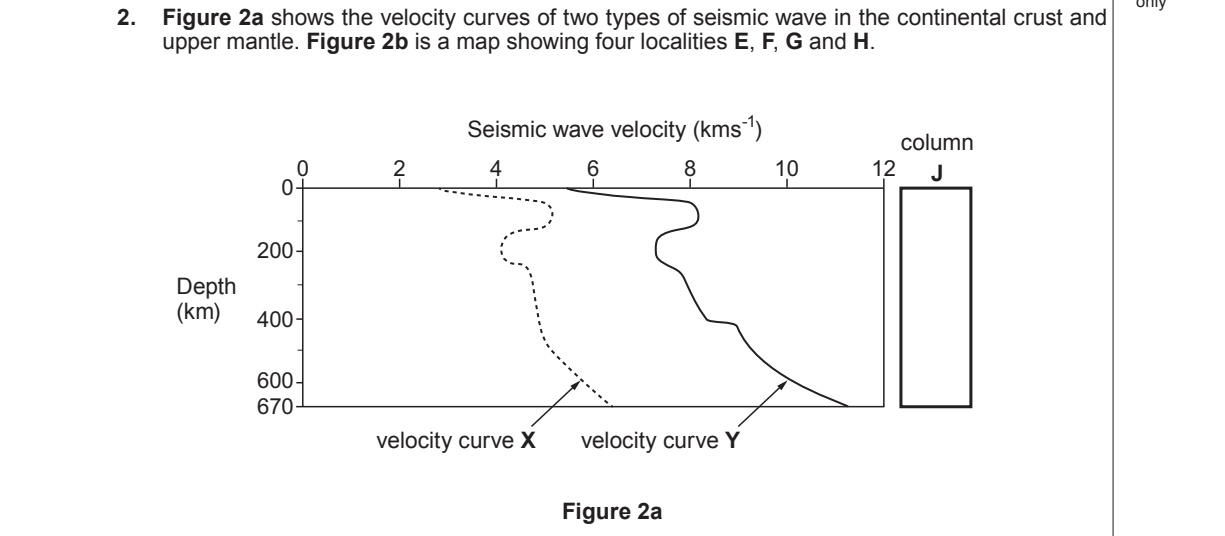 only
2. Figure 2a shows the velocity curves of two types of seismic wave in the continental crust and
upper mantle. Figure 2b is a map showing four localities E, F, G and H.
Seismic wave velocity (kms-1)
column
J
0 2 4 6 8 10 12
0
200
Depth
(km)
400
600
670
velocity curve X velocity curve Y
Figure 2a